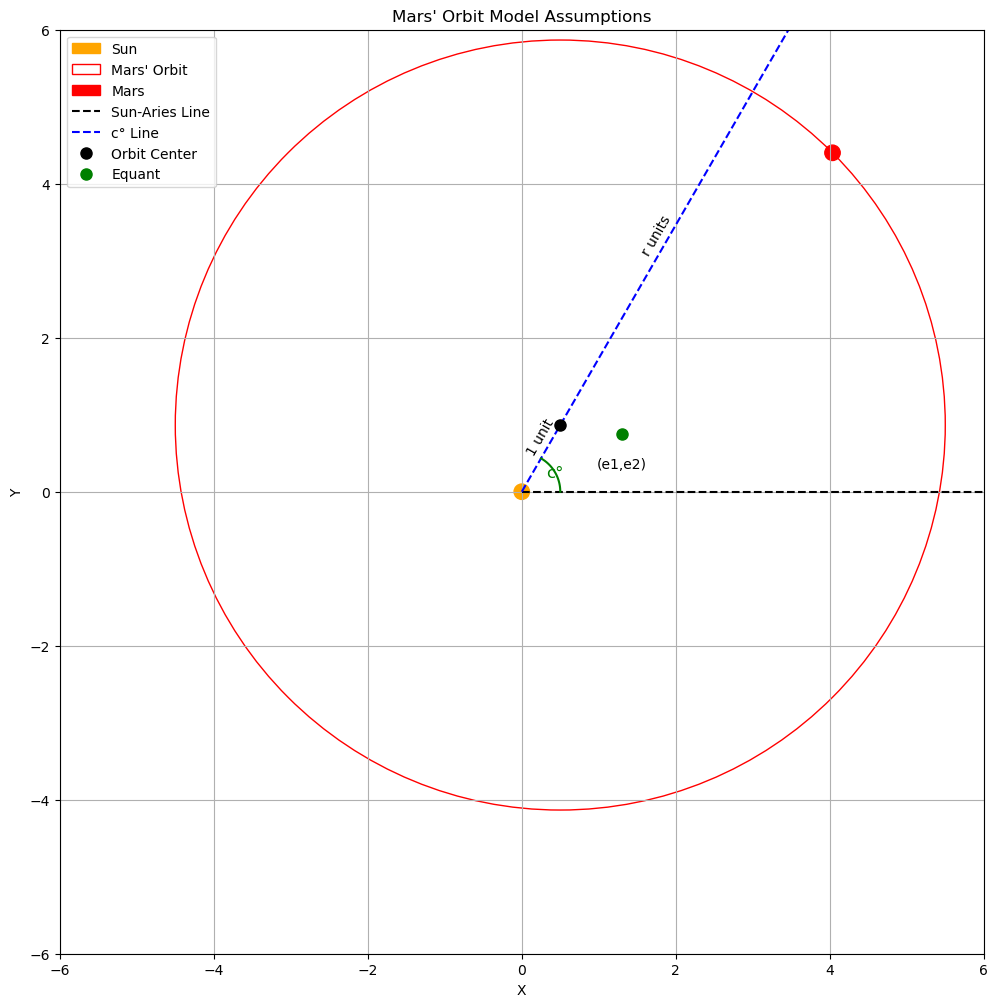 Mars' Orbit Model Assumptions
Sun
Mars' Orbit
Mars
Sun-Aries Line
c° Line
Orbit Center
Equant
r units
1 unit
c°
(e1,e2)
Y
6
4
2
0
−2
−4
−6
−6
−4
−2
0
2
4
6
X